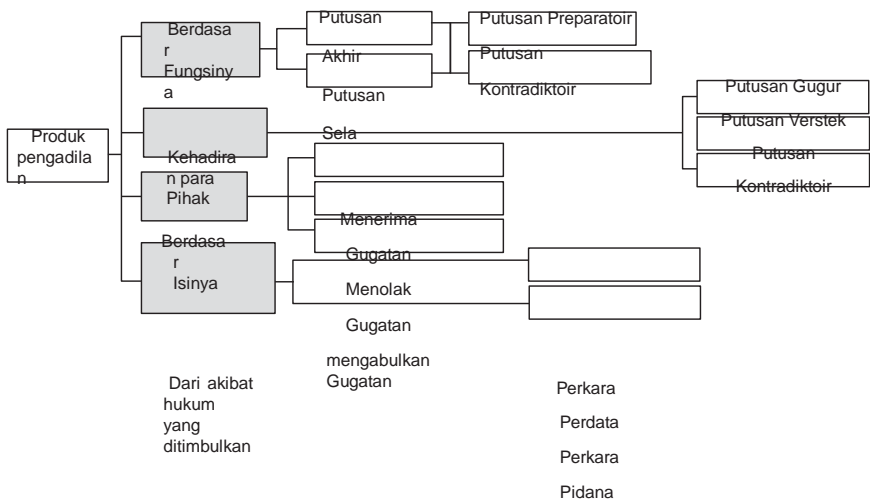 Produk
pengadila
n
Berdasa
r
Fungsiny
a
Kehadira
n para
Pihak
Berdasa
r
Isinya
Dari akibat
hukum
yang
ditimbulkan
Putusan
Akhir
Putusan
Sela
Menerima
Gugatan
Menolak
Gugatan
mengabulkan
Gugatan
Putusan Preparatoir
Putusan
Kontradiktoir
Putusan Gugur
Putusan Verstek
Putusan
Kontradiktoir
Perkara
Perdata
Perkara
Pidana